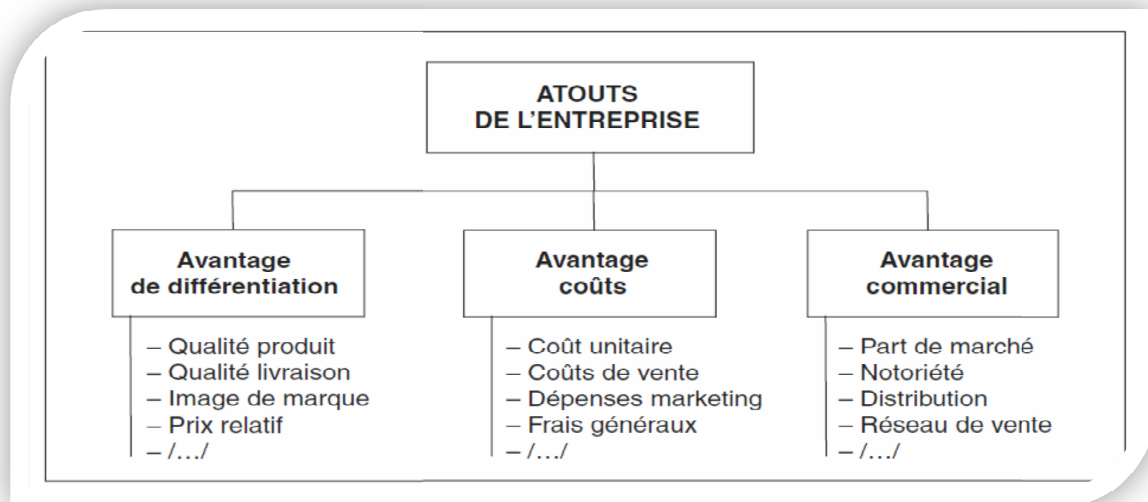 ATOUTS
DE L'ENTREPRISE
Avantage
de différentiation
– Qualité produit
– Qualité livraison
– Image de marque
– Prix relatif
– /.../
Avantage
coûts
– Coût unitaire
– Coûts de vente
– Dépenses marketing
– Frais généraux
– /.../
Avantage
commercial
– Part de marché
– Notoriété
– Distribution
– Réseau de vente
– /.../